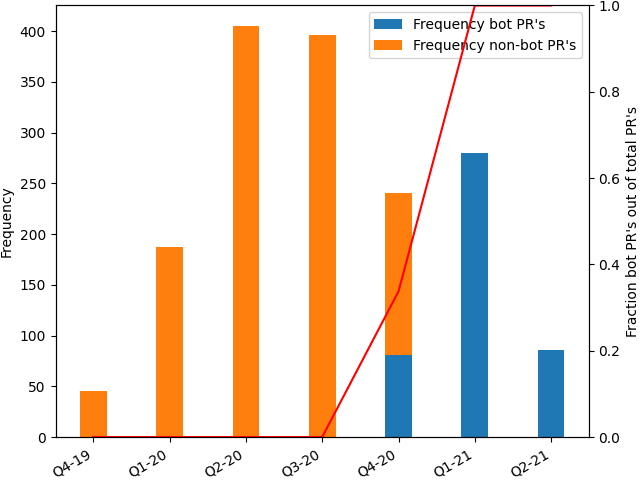 Frequency bot PR's
Frequency non-bot PR's
400
350
300
250
200
150
100
50
0
Frequency
1.0
0.8
0.6
0.4
0.2
0.0
Fraction bot PR's out of total PR's
Q4-19
Q1-20
Q2-20
Q3-20
Q4-20
Q1-21
Q2-21